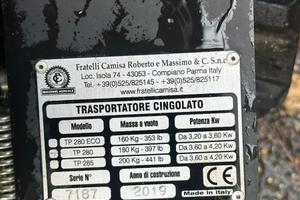 Fratelli Camisa Roberto e Massimo & C. S.n.c.
Loc. Isola 74 - 43053 - Compiano Parma Italy
Tel. +39(0)525/825145 - +39(0)525/825117
www.fratellicamisa.it
TRASPORTATORE CINGOLATO
Modello Massa a vuoto Potenza Kw
TP 280 ECO 160 Kg - 353 lb Da 3,20 a 3,60 Kw
TP 280 180 Kg - 397 lb Da 3,60 a 4,20 Kw
TP 285 200 Kg - 441 lb Da 3,60 a 4,20 Kw
Serie N° Anno di costruzione
7187 2019 Made in Italy